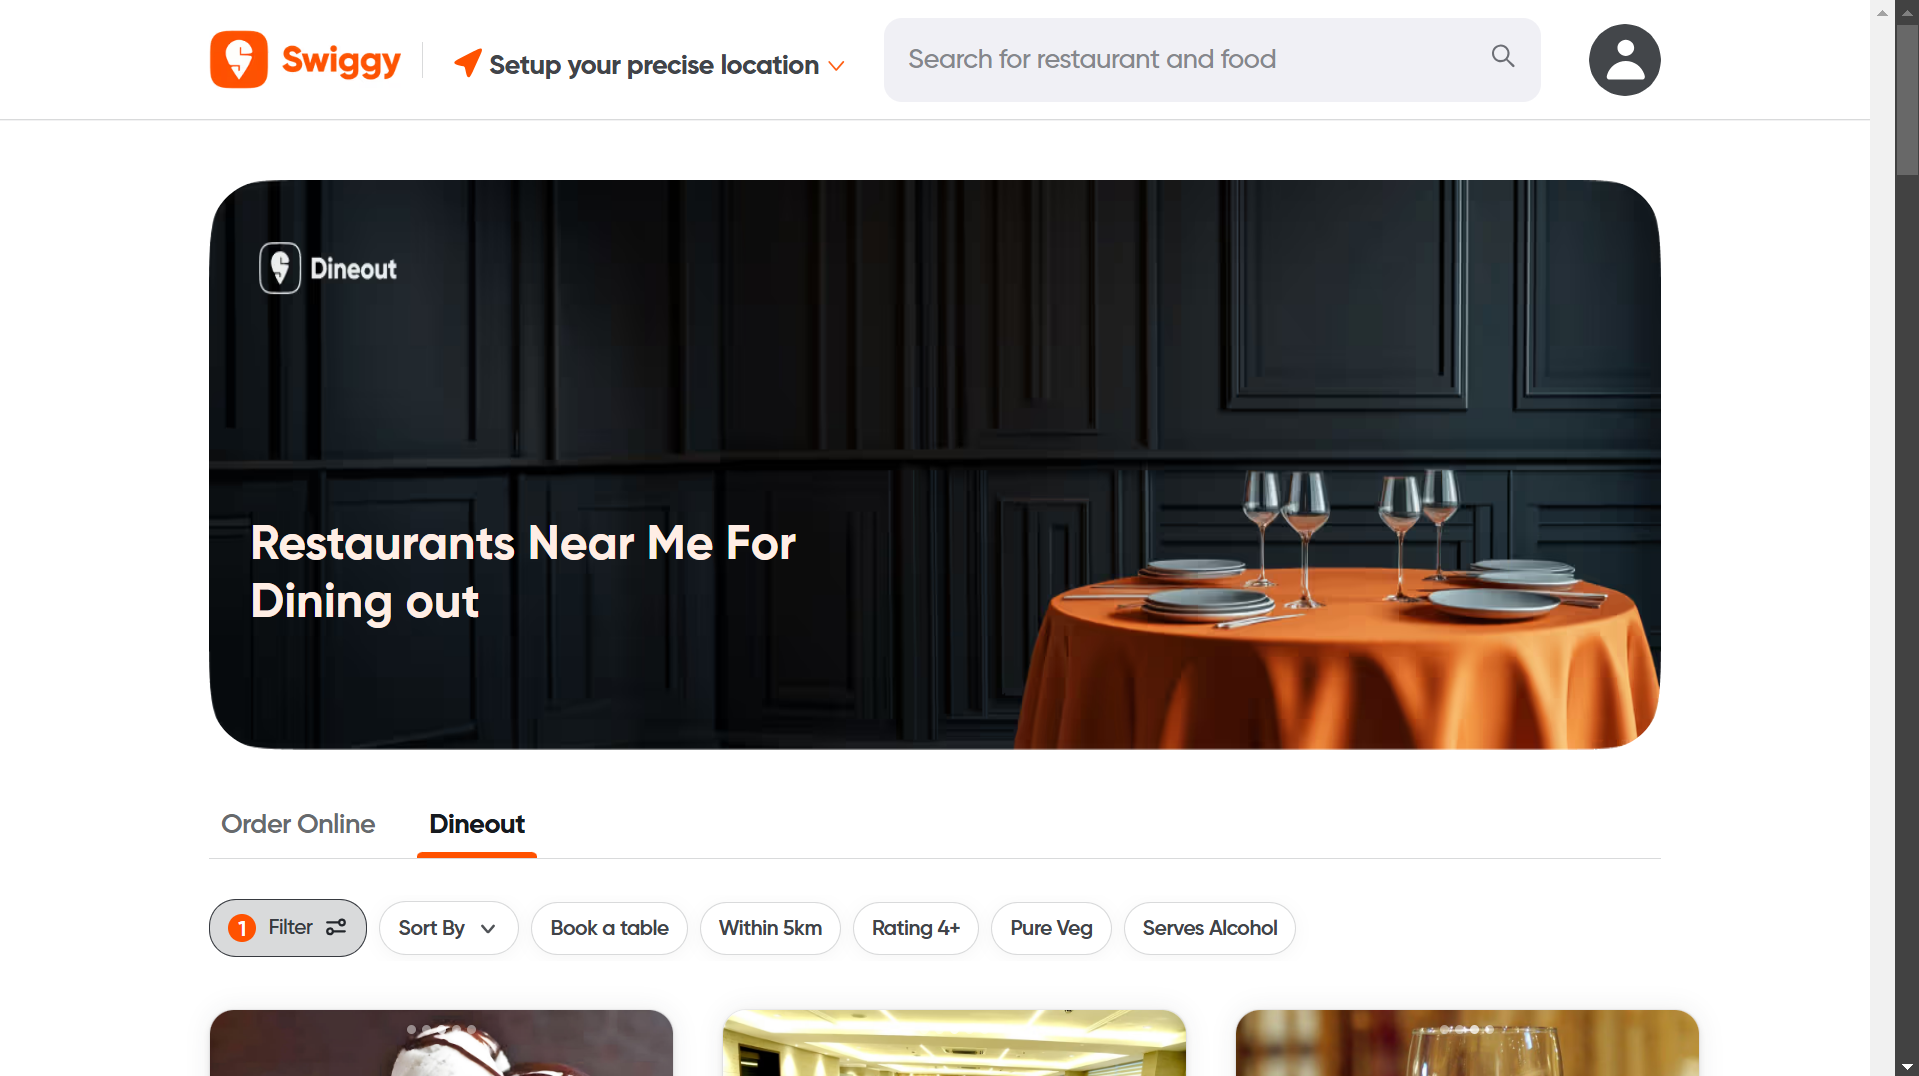 Swiggy
Setup your precise location
Search for restaurant and food
Dineout
Restaurants Near Me For
Dining out
Order Online
Dineout
1 Filter
Sort By
Book a table
Within 5km
Rating 4+
Pure Veg
Serves Alcohol